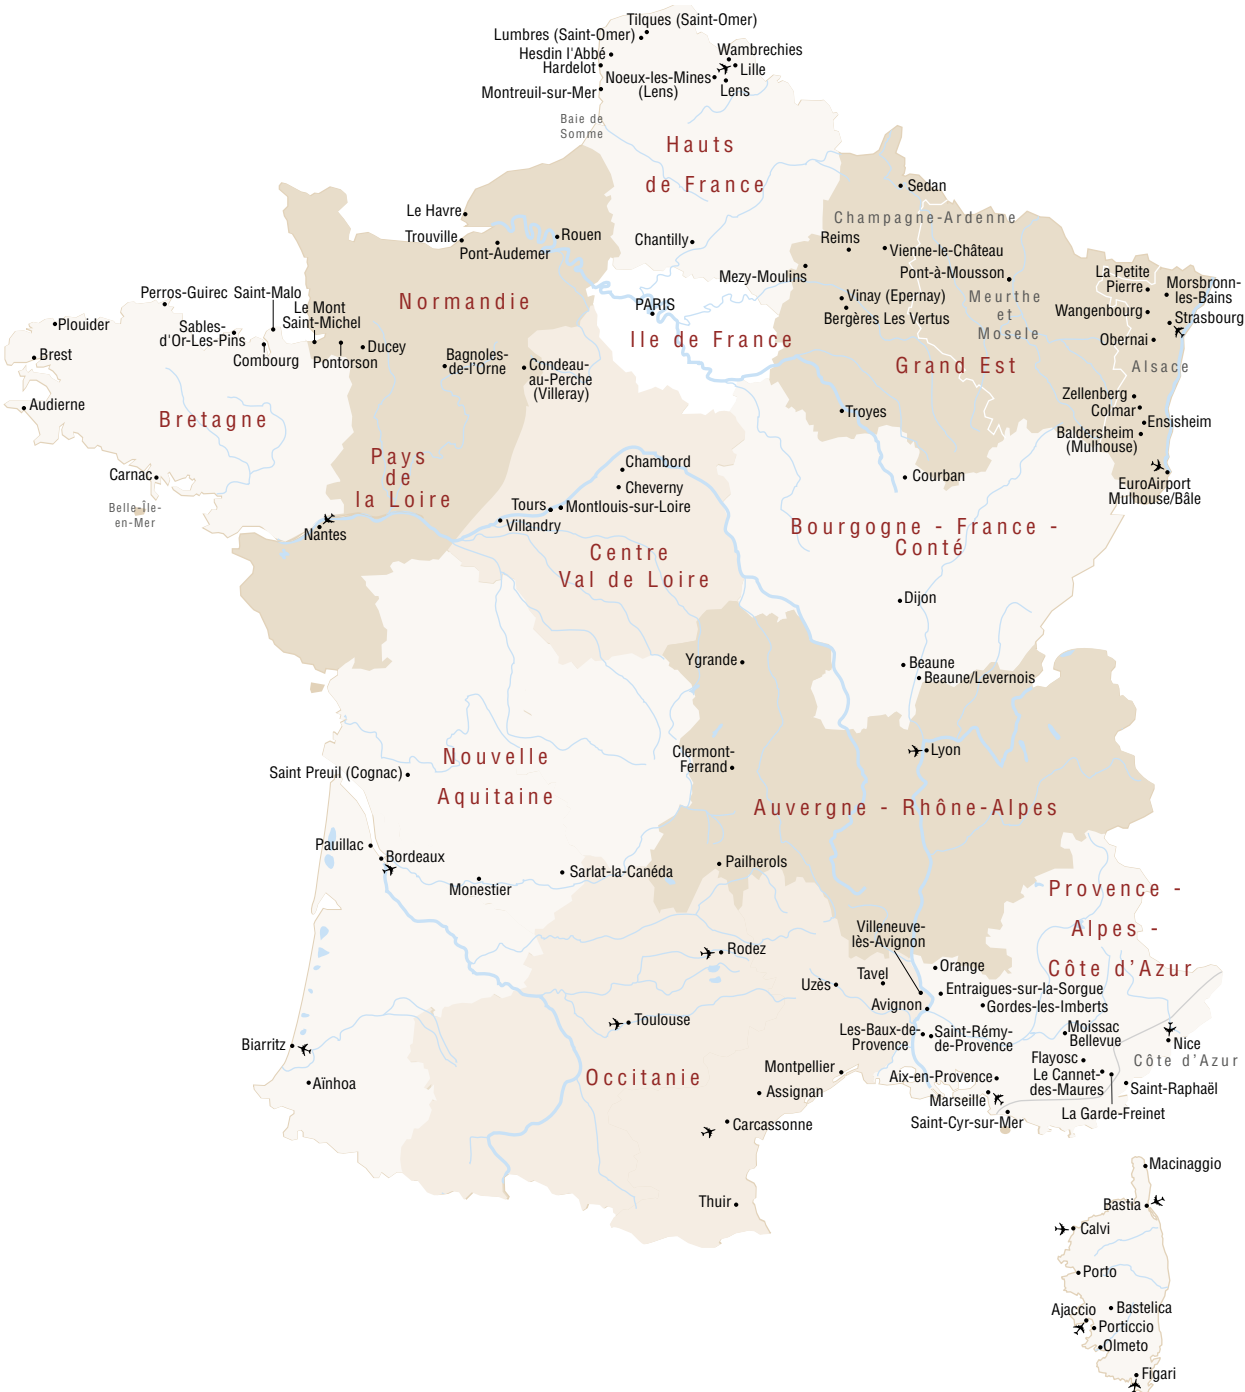 Tilques (Saint-Omer)
Lumbres (Saint-Omer)
Hesdin l'Abbé
Hardelot
Wambrechies
Lille
Noeux-les-Mines
(Lens)
Lens
Montreuil-sur-Mer
Baie de
Somme
Hauts
de France
Sedan
Champagne-Ardenne
Le Havre
Trouville
Pont-Audemer
Rouen
Chantilly
Reims
Vienne-le-Château
Mezy-Moulins
Pont-à-Mousson
La Petite
Pierre
Morsbronn-
les-Bains
Perros-Guirec
Saint-Malo
Le Mont
Saint-Michel
Normandie
PARIS
Vinay (Epernay)
Bergères Les Vertus
Meurthe
et
Mosele
Wangenbourg
Strasbourg
Plouider
Sables-
d'Or-Les-Pins
Ile de France
Obernai
Brest
Combourg
Pontorson
Ducey
Bagnoles-
de-l'Orne
Condeau-
au-Perche
(Villeray)
Grand Est
Alsace
Audierne
Bretagne
Troyes
Zellenberg
Colmar
Ensisheim
Baldersheim
(Mulhouse)
Pays
de
la Loire
Carnac
Chambord
Cheverny
Courban
EuroAirport
Mulhouse/Bâle
Belle-Île-
en-Mer
Nantes
Tours
Montlouis-sur-Loire
Villandry
Bourgogne - France -
Conté
Centre
Val de Loire
Dijon
Ygrande
Beaune
Beaune/Levernois
Nouvelle
Aquitaine
Clermont-
Ferrand
Lyon
Saint Preuil (Cognac)
Auvergne - Rhône-Alpes
Pauillac
Bordeaux
Monestier
Sarlat-la-Canéda
Pailherols
Provence -
Alpes -
Côte d'Azur
Villeneuve-
lès-Avignon
Rodez
Orange
Tavel
Uzès
Entraigues-sur-la-Sorgue
Avignon
Gordes-les-Imberts
Toulouse
Les-Baux-de-
Provence
Saint-Rémy-
de-Provence
Moissac
Bellevue
Nice
Biarritz
Côte d'Azur
Flayosc
Montpellier
Occitanie
Aïnhoa
Aix-en-Provence
Le Cannet-
des-Maures
Saint-Raphaël
Assignan
Marseille
La Garde-Freinet
Saint-Cyr-sur-Mer
Carcassonne
Thuir
Macinaggio
Bastia
Calvi
Porto
Ajaccio
Bastelica
Porticcio
Olmeto
Figari